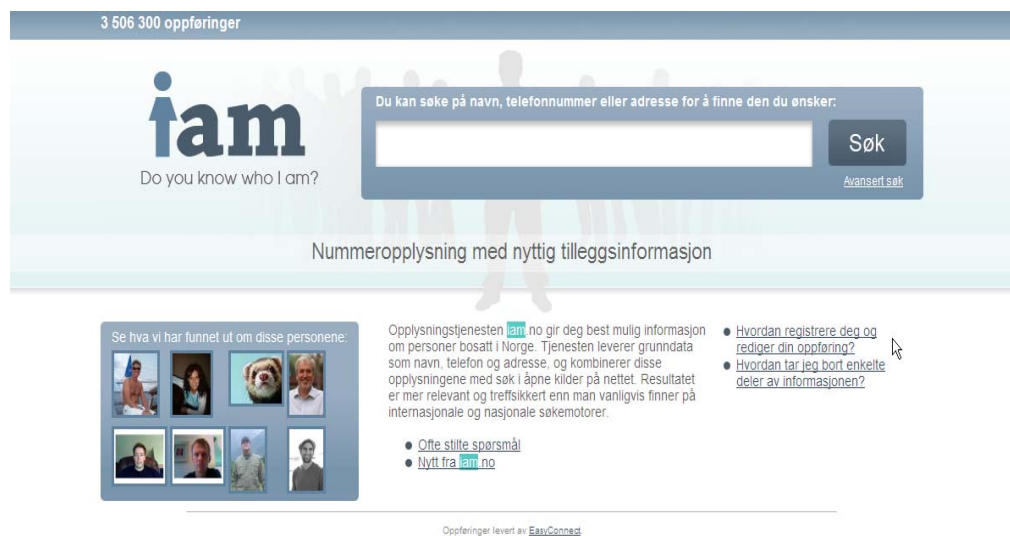 3 506 300 oppføringer
iam
Do you know who I am?
Du kan søke på navn, telefonnummer eller adresse for å finne den du ønsker:
Søk
Avansert søk
Nummeropplysning med nyttig tilleggsinformasjon
Se hva vi har funnet ut om disse personene:
Opplysningstjenesten iam.no gir deg best mulig informasjon
om personer bosatt i Norge. Tjenesten leverer grunndata
som navn, telefon og adresse, og kombinerer disse
opplysningene med søk i åpne kilder på nettet. Resultatet
er mer relevant og treffsikkert enn man vanligvis finner på
internasjonale og nasjonale søkemotorer.
Ofte stilte spørsmål
Nytt fra iam.no
Hvordan registrere deg og
rediger din oppføring?
Hvordan tar jeg bort enkelte
deler av informasjonen?
Oppføringer levert av EasyConnect